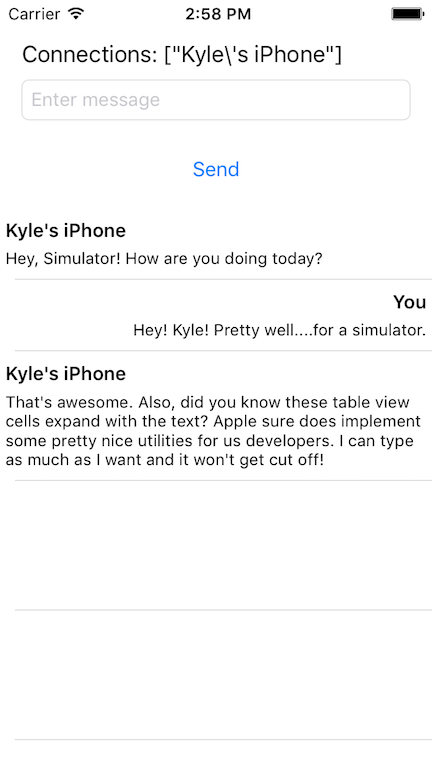 Carrier 2:58 PM
Connections: ["Kyle\'s iPhone"]
Enter message
Send
Kyle's iPhone
Hey, Simulator! How are you doing today?
You
Hey! Kyle! Pretty well....for a simulator.
Kyle's iPhone
That's awesome. Also, did you know these table view
cells expand with the text? Apple sure does implement
some pretty nice utilities for us developers. I can type
as much as I want and it won't get cut off!